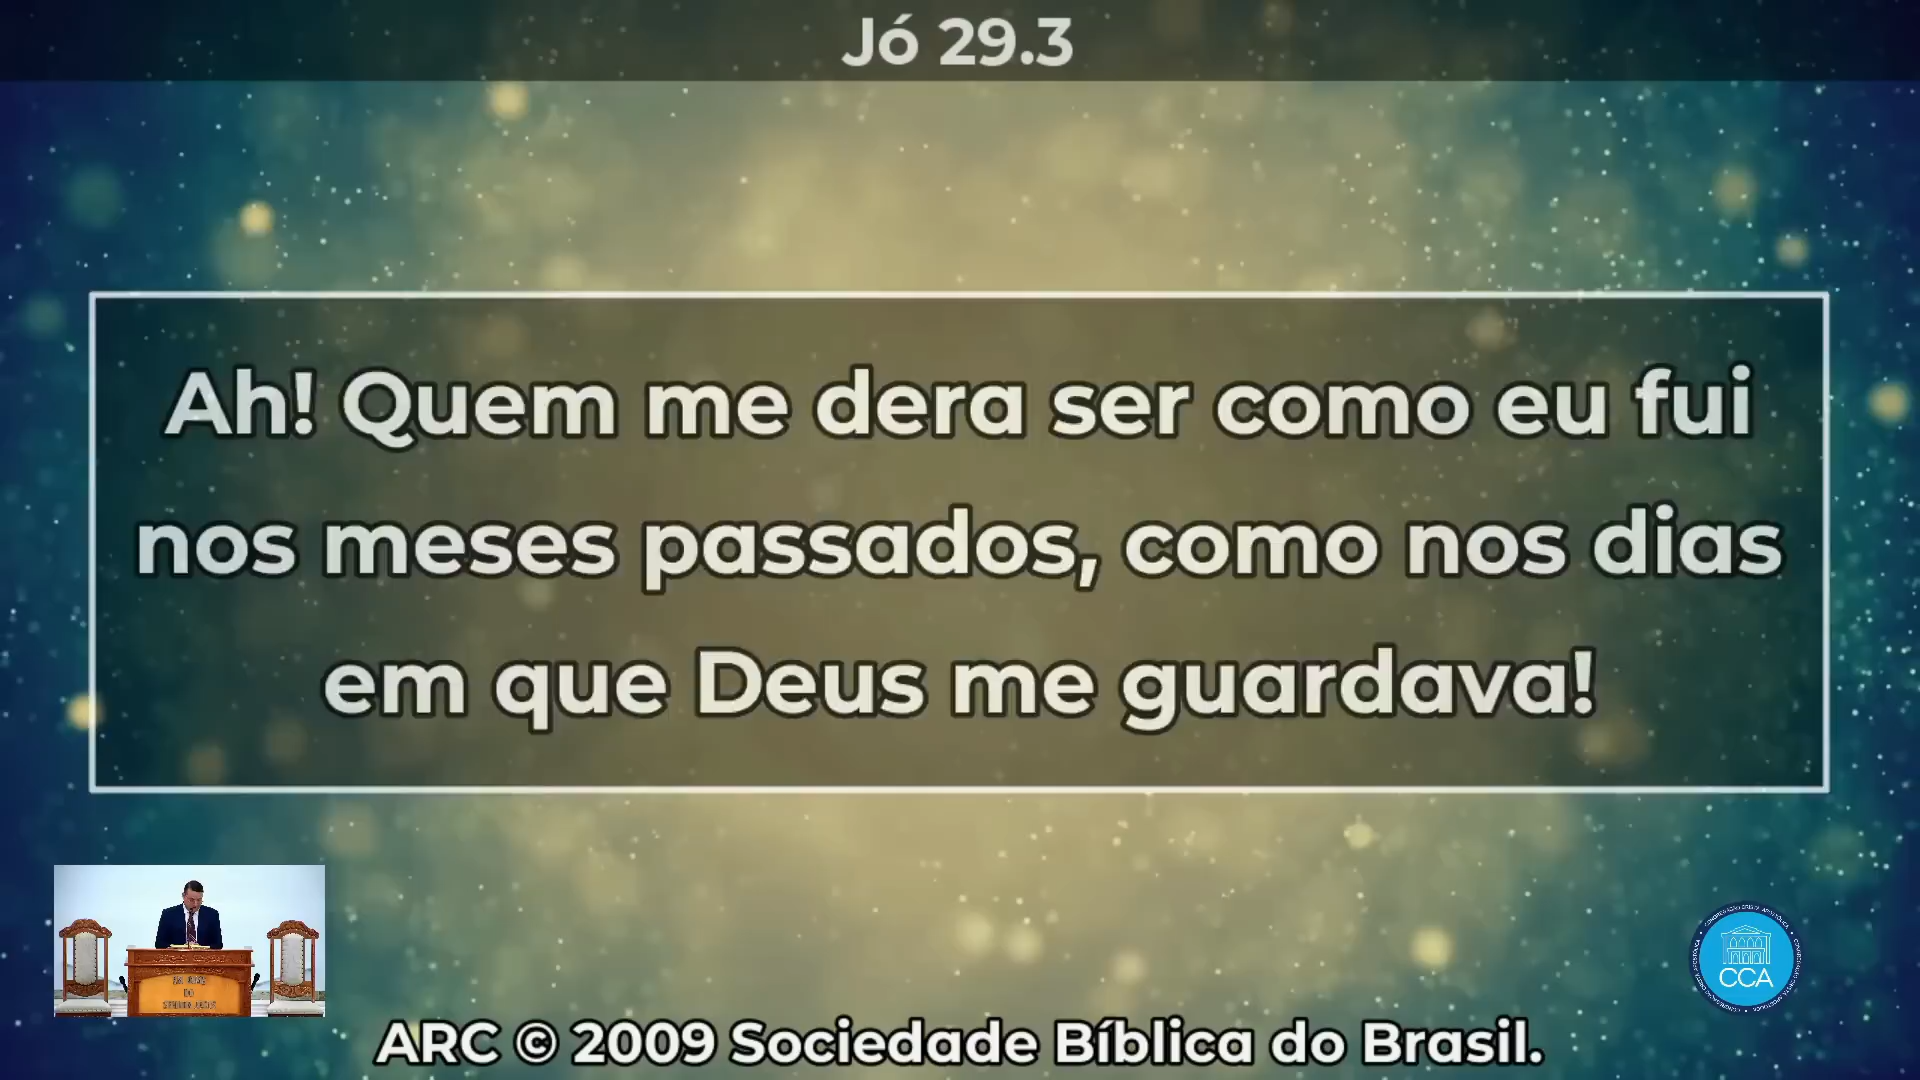 Jó 29.3
Ah! Quem me dera ser como eu fui
nos meses passados, como nos dias
em que Deus me guardava!
CCA
ARC © 2009 Sociedade Bíblica do Brasil.